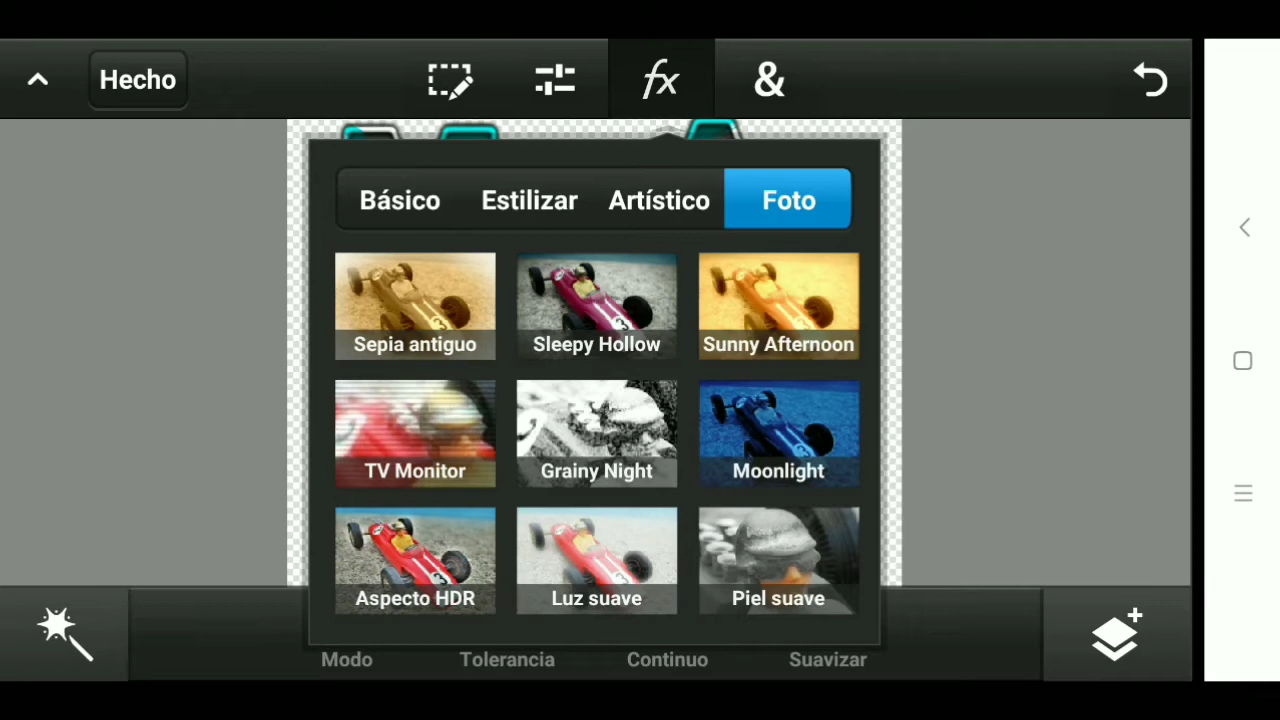 Hecho
fx
&
Básico Estilizar Artístico Foto
Sepia antiguo Sleepy Hollow Sunny Afternoon
TV Monitor Grainy Night Moonlight
Aspecto HDR Luz suave Piel suave
Modo Tolerancia Continuo Suavizar